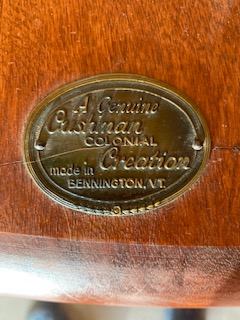 A Genuine
Cushman
COLONIAL
Creation
made in
BENNINGTON, VT.